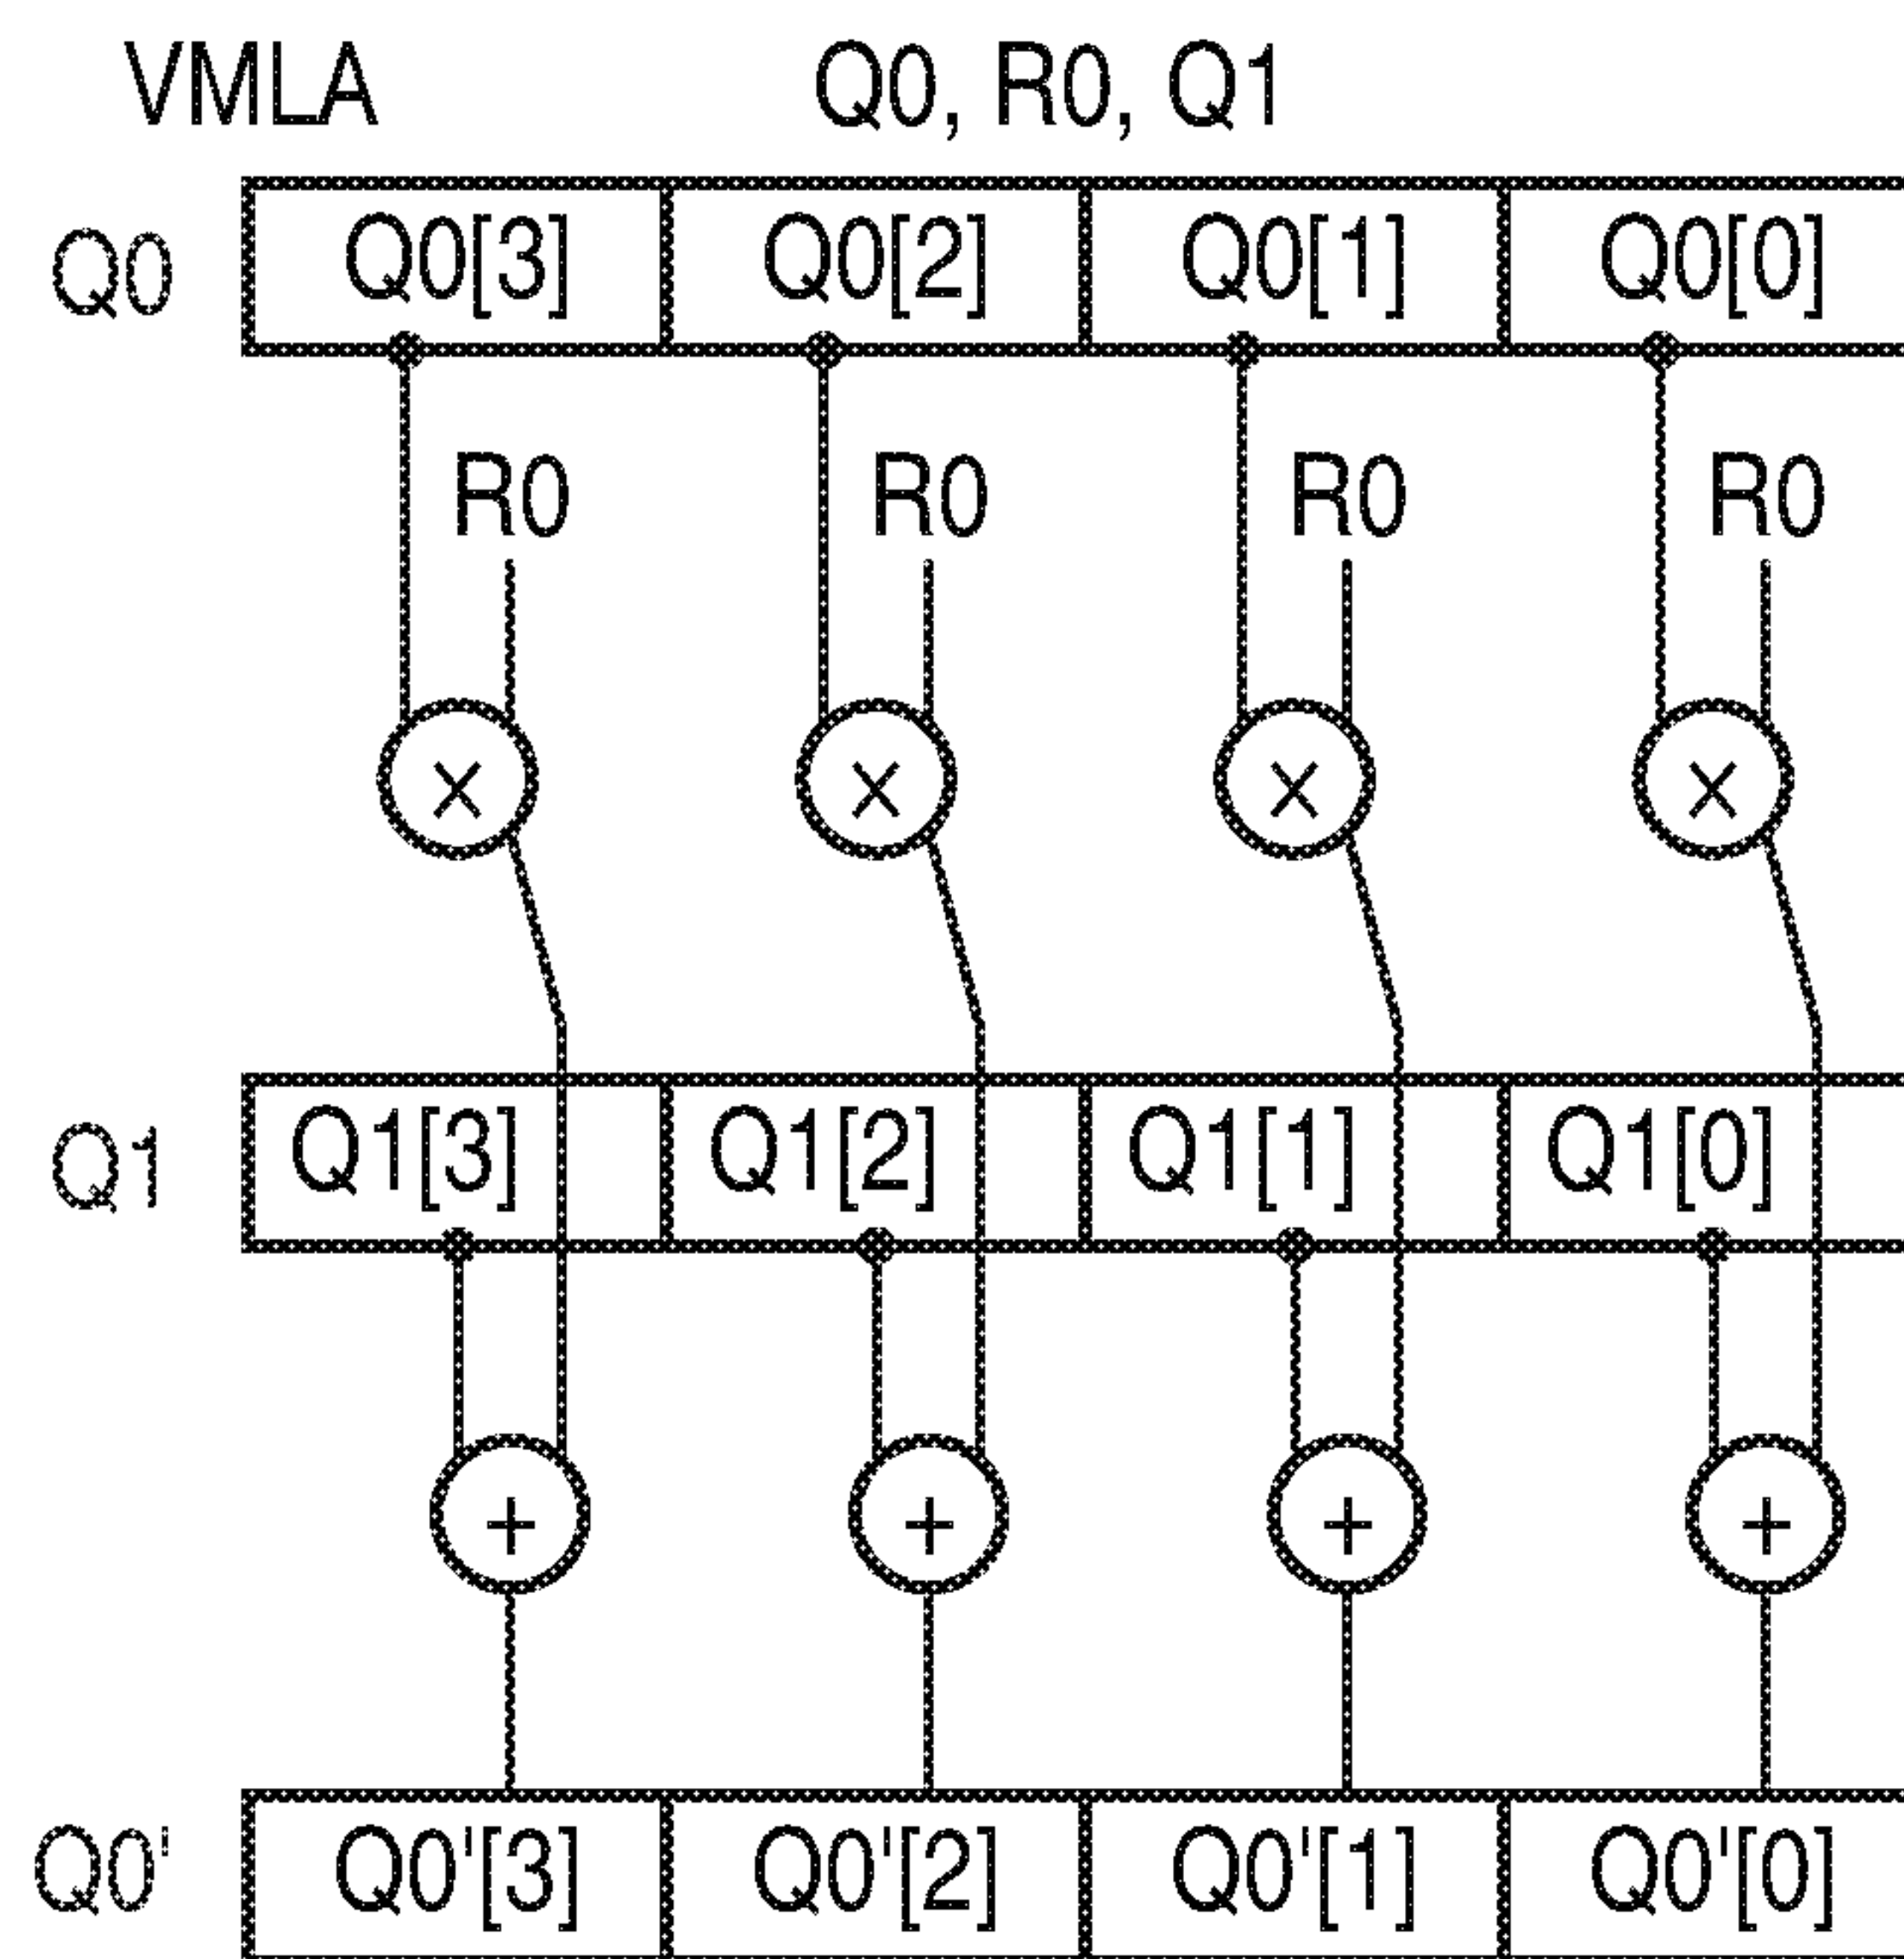 VMLA Q0, R0, Q1
Q0 Q0[3] Q0[2] Q0[1] Q0[0]
R0 R0 R0 R0
× × × ×
Q1 Q1[3] Q1[2] Q1[1] Q1[0]
+ + + +
Q0' Q0'[3] Q0'[2] Q0'[1] Q0'[0]